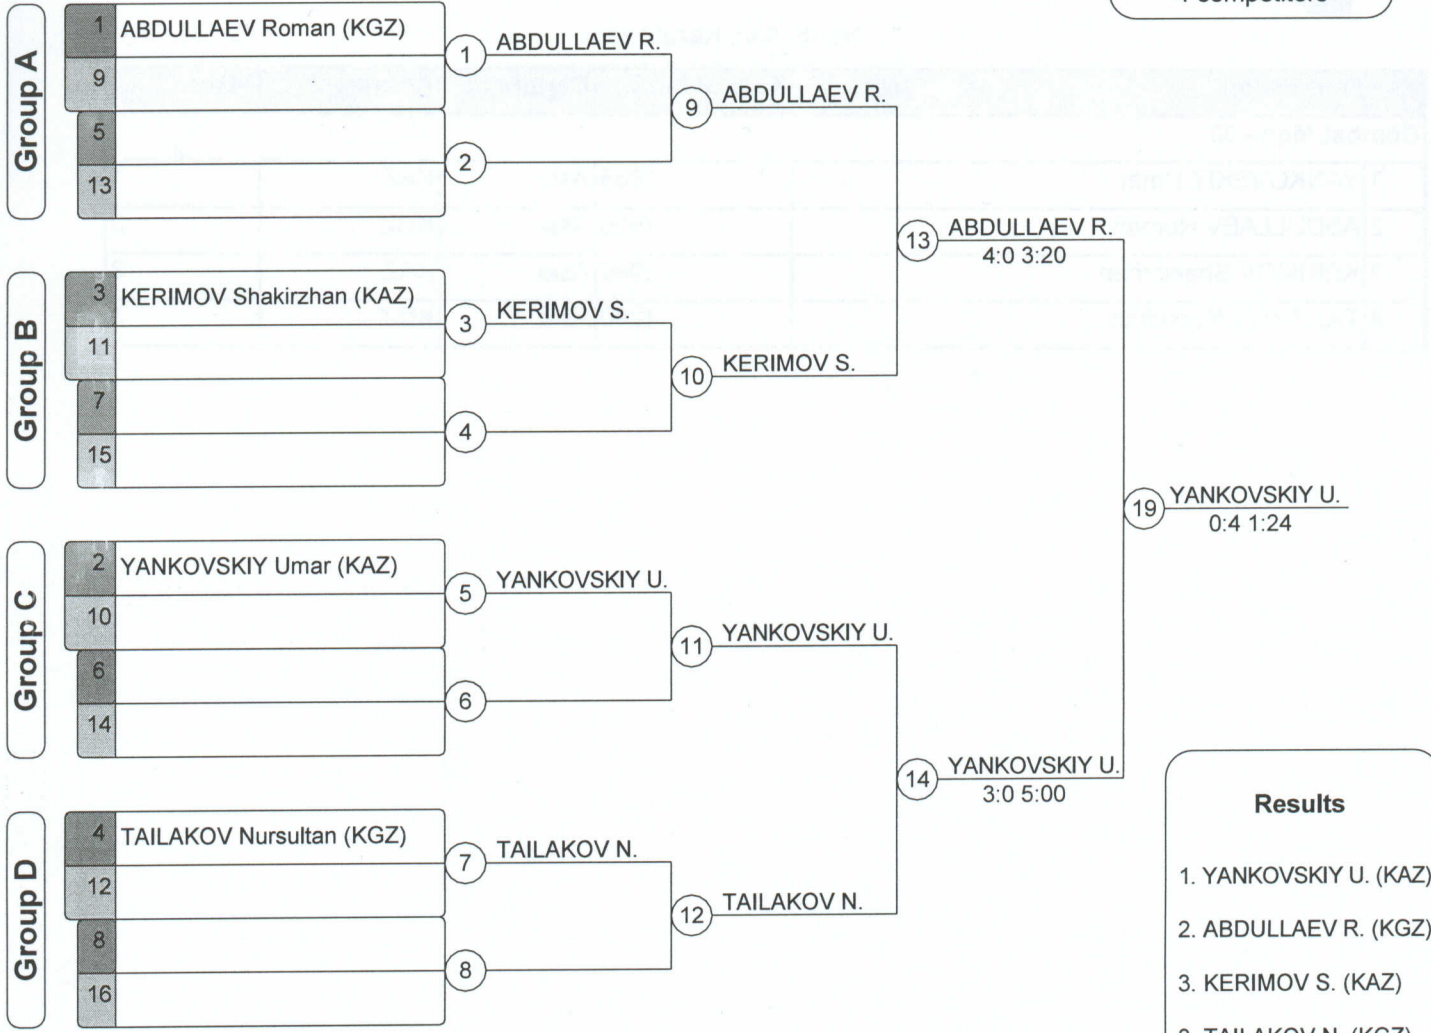 competitors
Group A
1 ABDULLAEV Roman (KGZ)
9
5
13
1 ABDULLAEV R.
2
9 ABDULLAEV R.
Group B
3 KERIMOV Shakirzhan (KAZ)
11
7
15
3 KERIMOV S.
4
10 KERIMOV S.
13 ABDULLAEV R.
4:0 3:20
Group C
2 YANKOVSKIY Umar (KAZ)
10
6
14
5 YANKOVSKIY U.
6
11 YANKOVSKIY U.
Group D
4 TAILAKOV Nursultan (KGZ)
12
8
16
7 TAILAKOV N.
8
12 TAILAKOV N.
14 YANKOVSKIY U.
3:0 5:00
19 YANKOVSKIY U.
0:4 1:24
Results
1. YANKOVSKIY U. (KAZ)
2. ABDULLAEV R. (KGZ)
3. KERIMOV S. (KAZ)
3. TAILAKOV N. (KGZ)